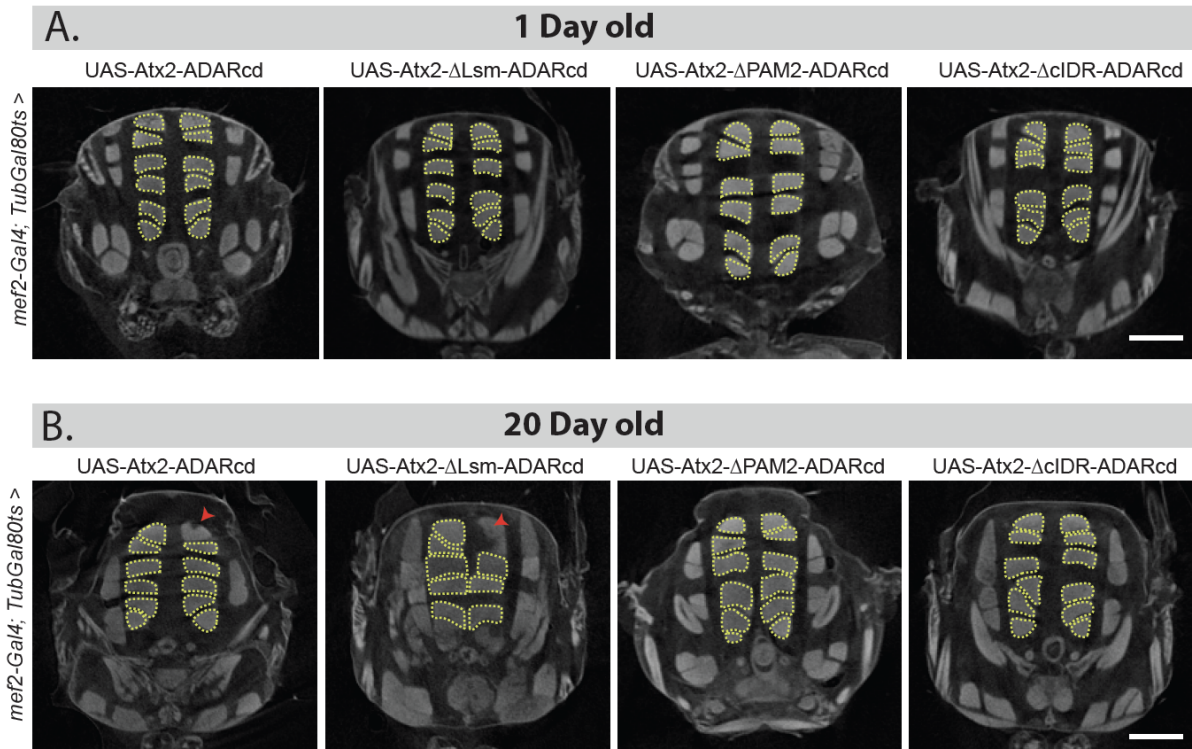 A.
1 Day old
UAS-Atx2-ADARcd
UAS-Atx2-ΔLsm-ADARcd
UAS-Atx2-ΔPAM2-ADARcd
UAS-Atx2-ΔcIDR-ADARcd
mef2-Gal4; TubGal80ts >
B.
20 Day old
UAS-Atx2-ADARcd
UAS-Atx2-ΔLsm-ADARcd
UAS-Atx2-ΔPAM2-ADARcd
UAS-Atx2-ΔcIDR-ADARcd
mef2-Gal4; TubGal80ts >